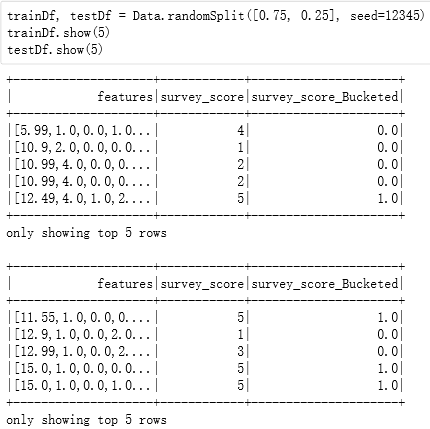 trainDf, testDf = Data.randomSplit([0.75, 0.25], seed=12345)
trainDf.show(5)
testDf.show(5)
+--------------------+------------+---------------------+
|            features|survey_score|survey_score_Bucketed|
+--------------------+------------+---------------------+
|[5.99,1.0,0.0,1.0...|           4|                  0.0|
|[10.9,2.0,0.0,0.0...|           1|                  0.0|
|[10.99,4.0,0.0,0....|           2|                  0.0|
|[10.99,4.0,0.0,0....|           2|                  0.0|
|[12.49,4.0,1.0,2....|           5|                  1.0|
+--------------------+------------+---------------------+
only showing top 5 rows
+--------------------+------------+---------------------+
|            features|survey_score|survey_score_Bucketed|
+--------------------+------------+---------------------+
|[11.55,1.0,0.0,0....|           5|                  1.0|
|[12.9,1.0,0.0,2.0...|           1|                  0.0|
|[12.99,1.0,0.0,2....|           3|                  0.0|
|[15.0,1.0,0.0,0.0...|           5|                  1.0|
|[15.0,1.0,0.0,1.0...|           5|                  1.0|
+--------------------+------------+---------------------+
only showing top 5 rows